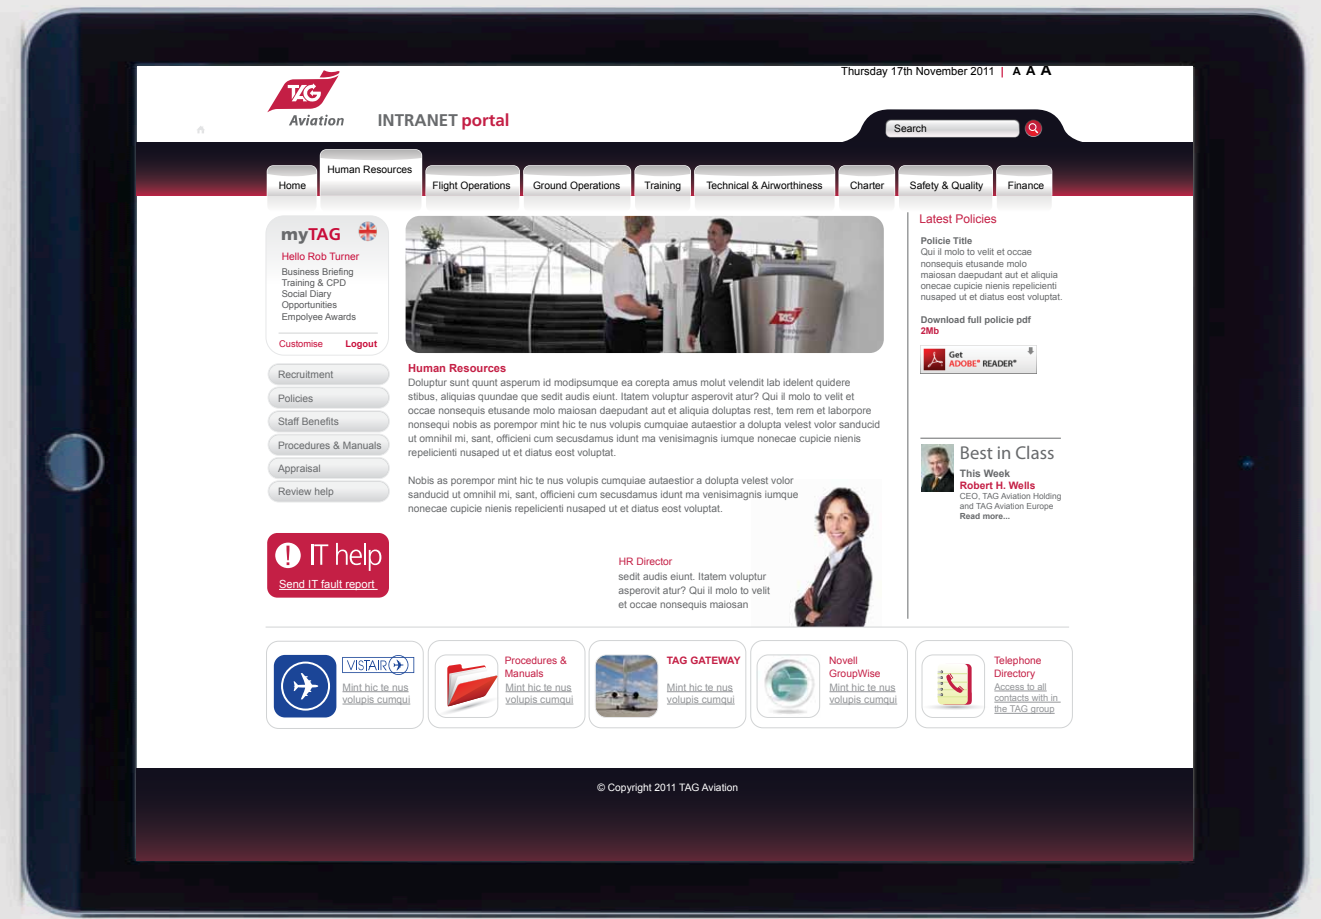 Thursday 17th November 2011 | A A A
TAG
Aviation
INTRANET portal
Search
Home
Human Resources
Flight Operations
Ground Operations
Training
Technical & Airworthiness
Charter
Safety & Quality
Finance
myTAG
Hello Rob Turner
Business Briefing
Training & CPD
Social Diary
Opportunities
Empolyee Awards
Customise Logout
Recruitment
Policies
Staff Benefits
Procedures & Manuals
Appraisal
Review help
! IT help
Send IT fault report
TAG
Human Resources
Doluptur sunt quunt asperum id modipsumque ea corepta amus molut velendit lab idelent quidere
stibus, aliquias quundae que sedit audis eiunt. Itatem voluptur asperovit atur? Qui il molo to velit et
occae nonsequis etusande molo maiosan daepudant aut et aliquia doluptas rest, tem rem et laborpore
nonsequi nobis as porempor mint hic te nus volupis cumquiae autaestior a dolupta velest volor sanducid
ut omnihil mi, sant, officieni cum secusdamus idunt ma venisimagnis iumque nonecae cupicie nienis
repelicienti nusaped ut et diatus eost voluptat.
Nobis as porempor mint hic te nus volupis cumquiae autaestior a dolupta velest volor
sanducid ut omnihil mi, sant, officieni cum secusdamus idunt ma venisimagnis iumque
nonecae cupicie nienis repelicienti nusaped ut et diatus eost voluptat.
HR Director
sedit audis eiunt. Itatem voluptur
asperovit atur? Qui il molo to velit
et occae nonsequis maiosan
Latest Policies
Policie Title
Qui il molo to velit et occae
nonsequis etusande molo
maiosan daepudant aut et aliquia
onecae cupicie nienis repelicienti
nusaped ut et diatus eost voluptat.
Download full policie pdf
2Mb
Get
ADOBE® READER®
Best in Class
This Week
Robert H. Wells
CEO, TAG Aviation Holding
and TAG Aviation Europe
Read more...
VISTAIR
Mint hic te nus
volupis cumqui
Procedures &
Manuals
Mint hic te nus
volupis cumqui
TAG GATEWAY
Mint hic te nus
volupis cumqui
Novell
GroupWise
Mint hic te nus
volupis cumqui
Telephone
Directory
Access to all
contacts with in
the TAG group
© Copyright 2011 TAG Aviation